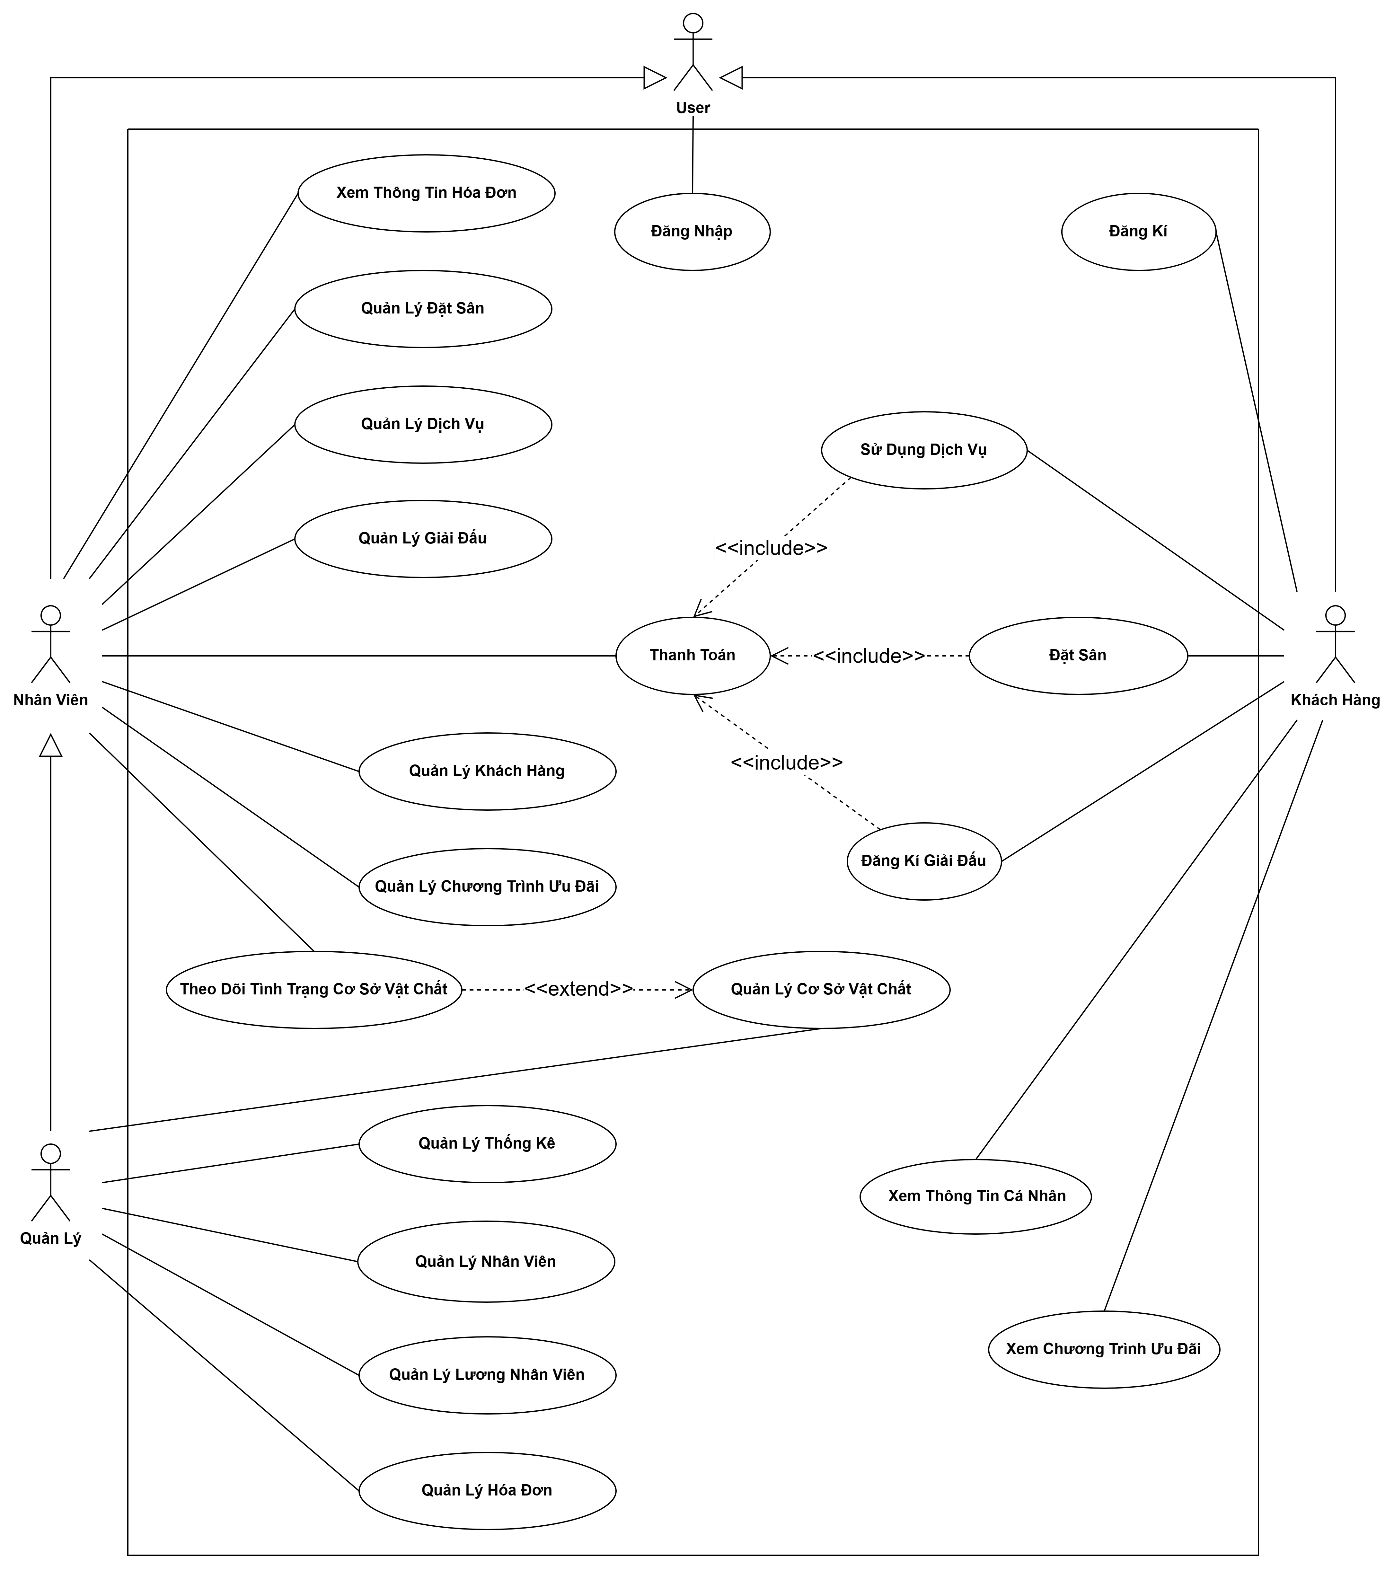 User
Xem Thông Tin Hóa Đơn
Đăng Nhập
Đăng Kí
Quản Lý Đặt Sân
Quản Lý Dịch Vụ
Sử Dụng Dịch Vụ
Quản Lý Giải Đấu
<<include>>
Thanh Toán
<<include>>
Đặt Sân
Nhân Viên
Khách Hàng
<<include>>
Quản Lý Khách Hàng
Đăng Kí Giải Đấu
Quản Lý Chương Trình Ưu Đãi
Theo Dõi Tình Trạng Cơ Sở Vật Chất
<<extend>>
Quản Lý Cơ Sở Vật Chất
Quản Lý Thống Kê
Xem Thông Tin Cá Nhân
Quản Lý
Quản Lý Nhân Viên
Xem Chương Trình Ưu Đãi
Quản Lý Lương Nhân Viên
Quản Lý Hóa Đơn